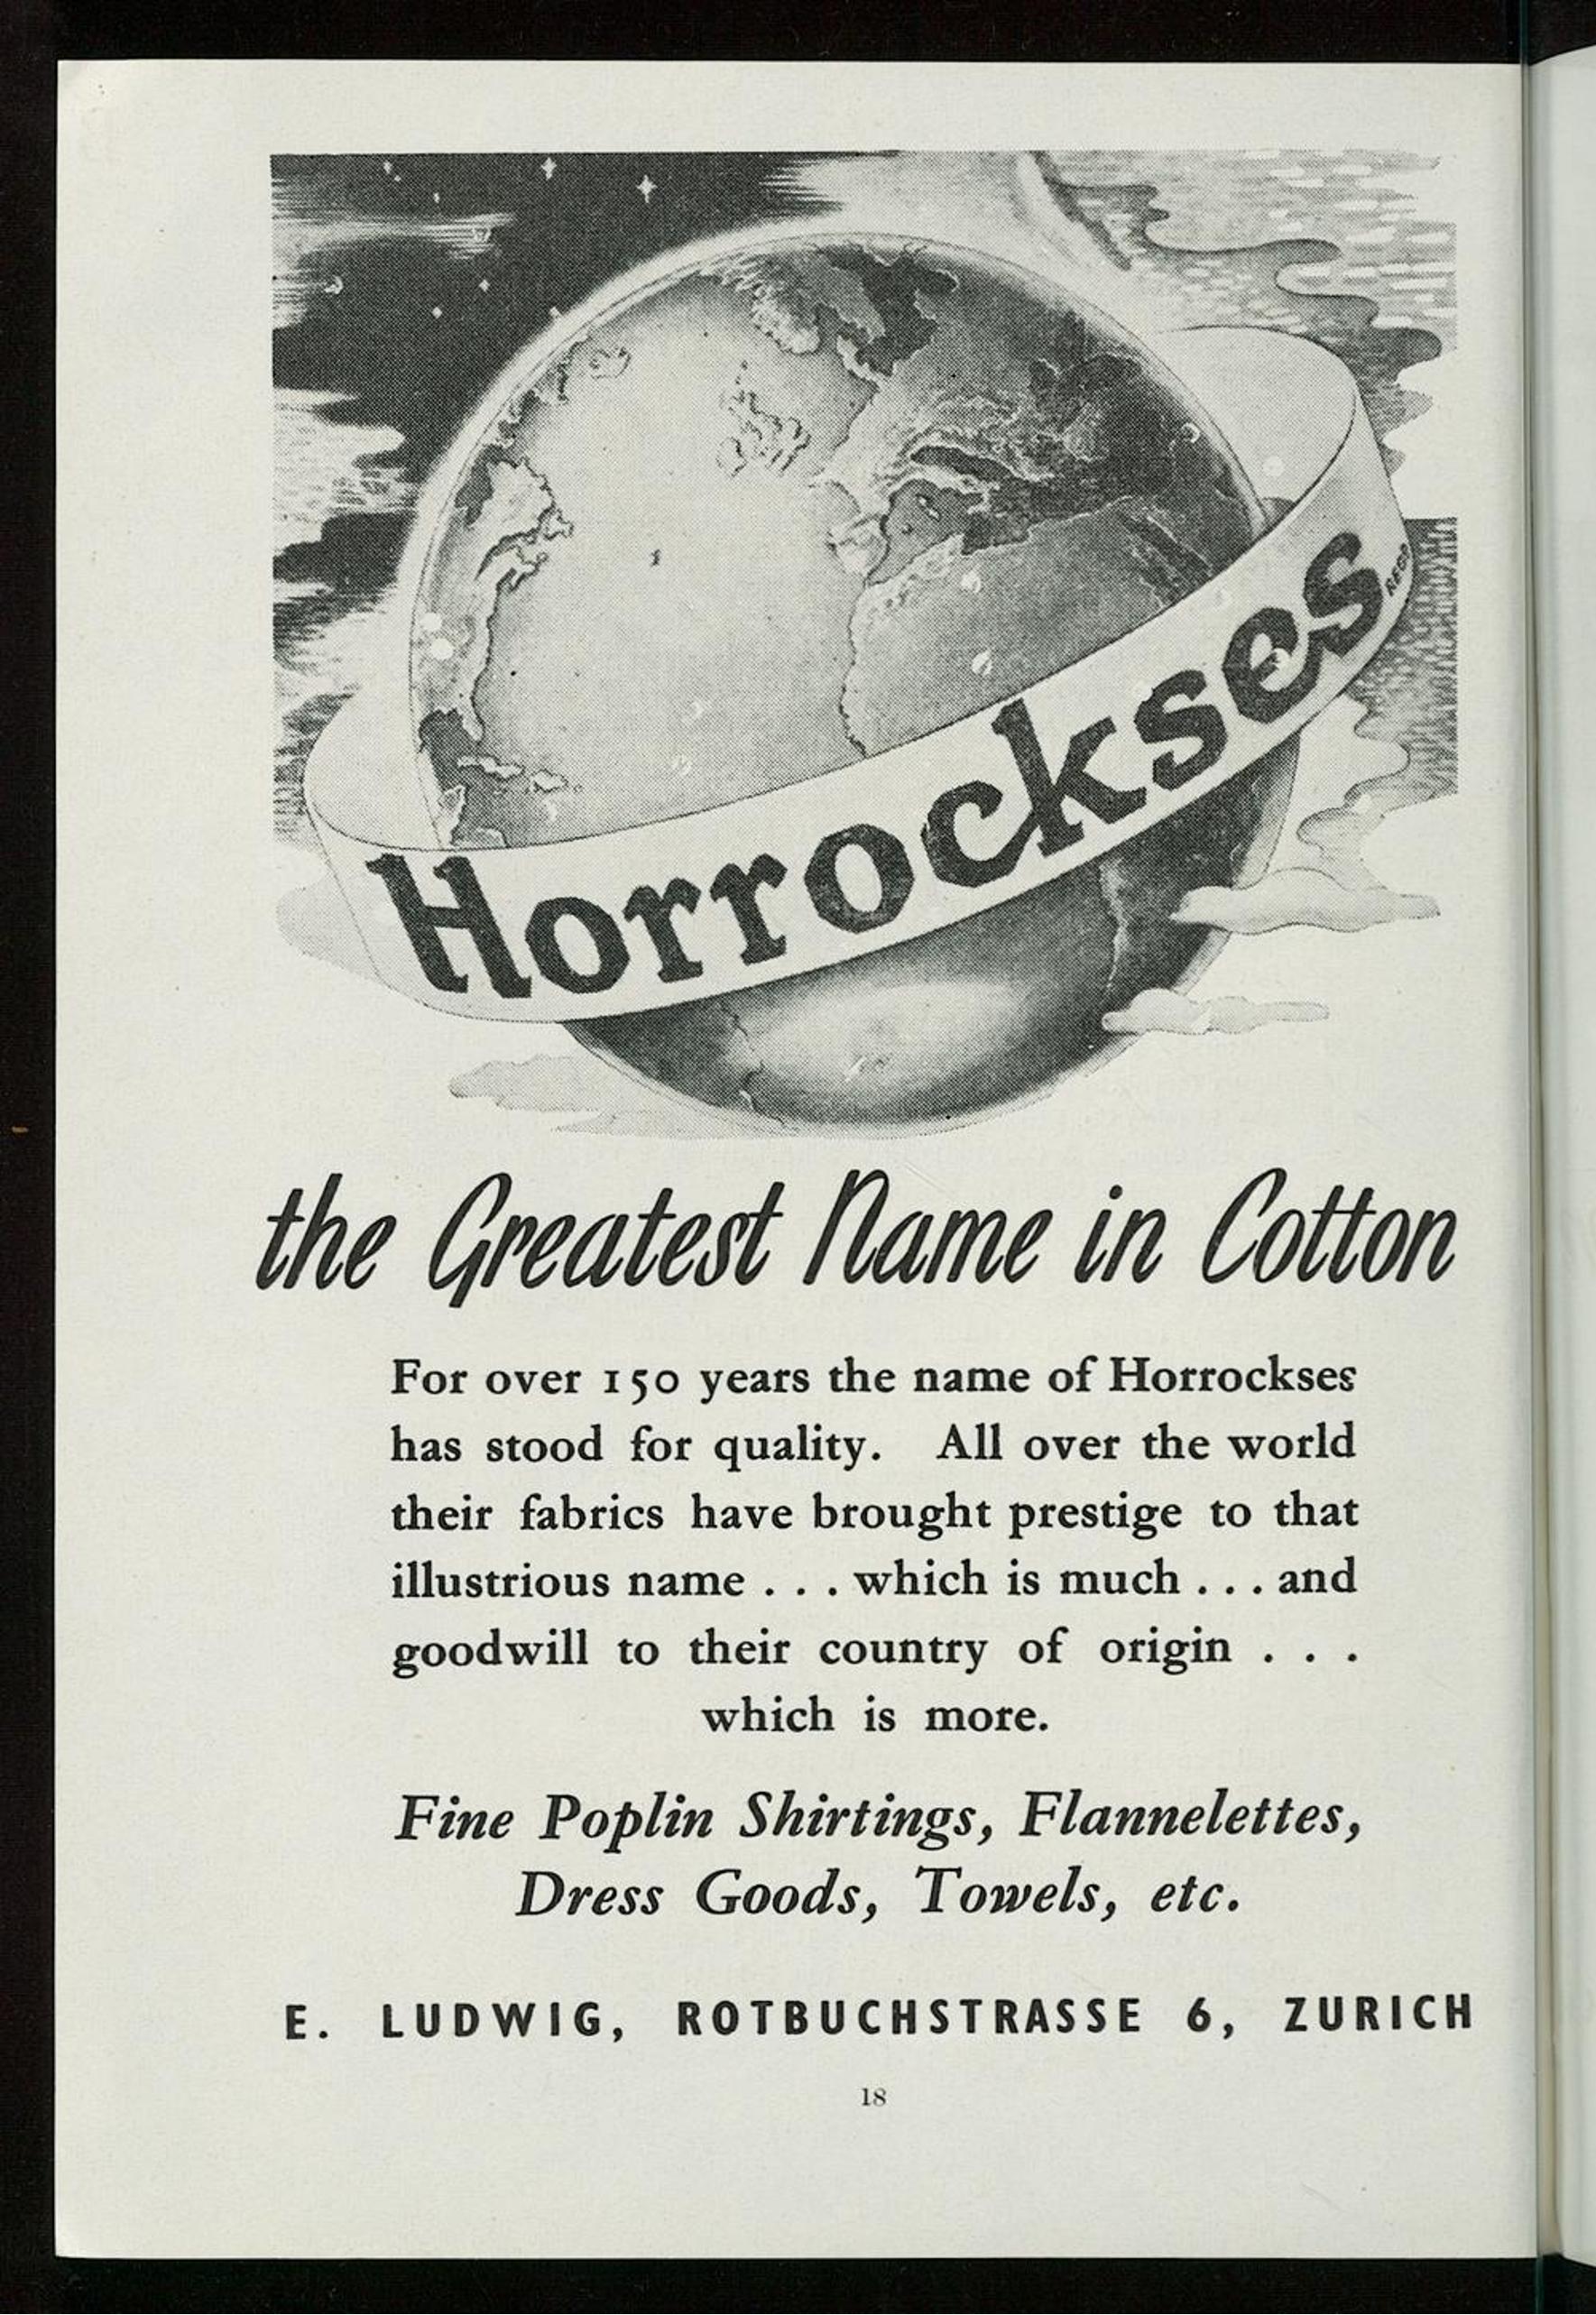 Horrockses
REGD
the Greatest Name in Cotton
For over 150 years the name of Horrockses
has stood for quality. All over the world
their fabrics have brought prestige to that
illustrious name . . . which is much . . . and
goodwill to their country of origin . . .
which is more.
Fine Poplin Shirtings, Flannelettes,
Dress Goods, Towels, etc.
E. LUDWIG, ROTBUCHSTRASSE 6, ZURICH
18